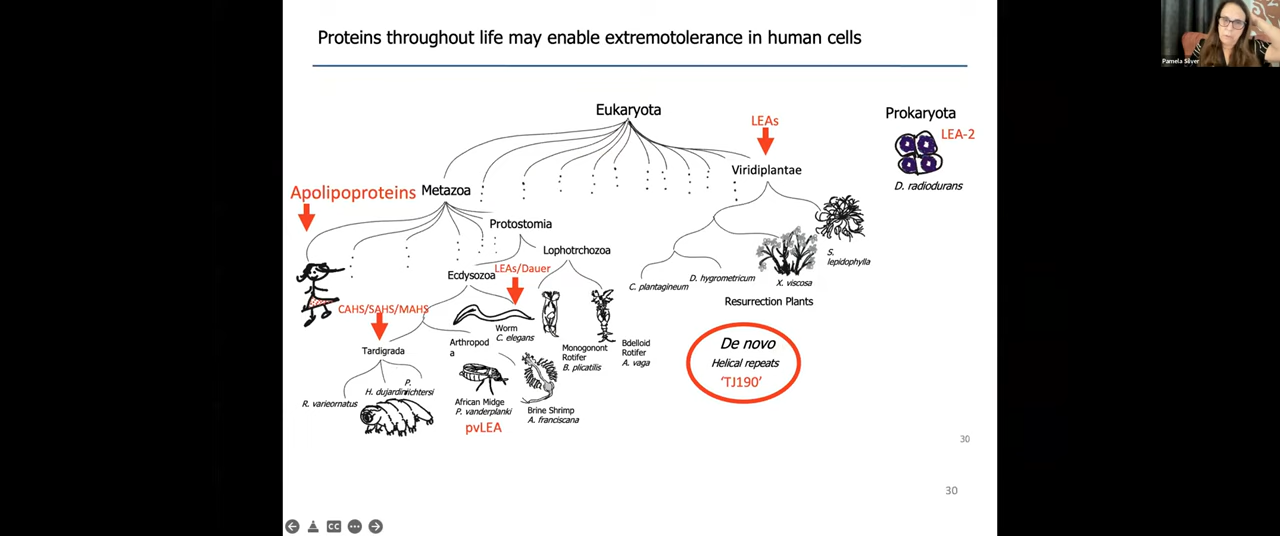 Proteins throughout life may enable extremotolerance in human cells
Pamela Silver
Eukaryota
LEAs
Prokaryota
LEA-2
D. radiodurans
Viridiplantae
Apolipoproteins
Metazoa
Protostomia
Lophotrochozoa
S.
lepidophylla
Ecdysozoa
LEAs/Dauer
C. plantagineum
D. hygrometricum
X. viscosa
Resurrection Plants
CAHS/SAHS/MAHS
Worm
C. elegans
Tardigrada
Arthropod
a
Monogonont
Rotifer
B. plicatilis
Bdelloid
Rotifer
A. vaga
De novo
Helical repeats
'TJ190'
P.
H. dujardini
richtersi
R. varieornatus
African Midge
P. vanderplanki
pvLEA
Brine Shrimp
A. franciscana
30
30
CC